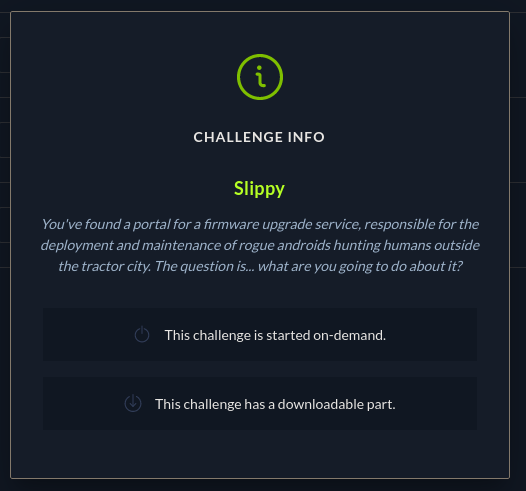 CHALLENGE INFO
Slippy
You've found a portal for a firmware upgrade service, responsible for the
deployment and maintenance of rogue androids hunting humans outside
the tractor city. The question is... what are you going to do about it?
This challenge is started on-demand.
This challenge has a downloadable part.